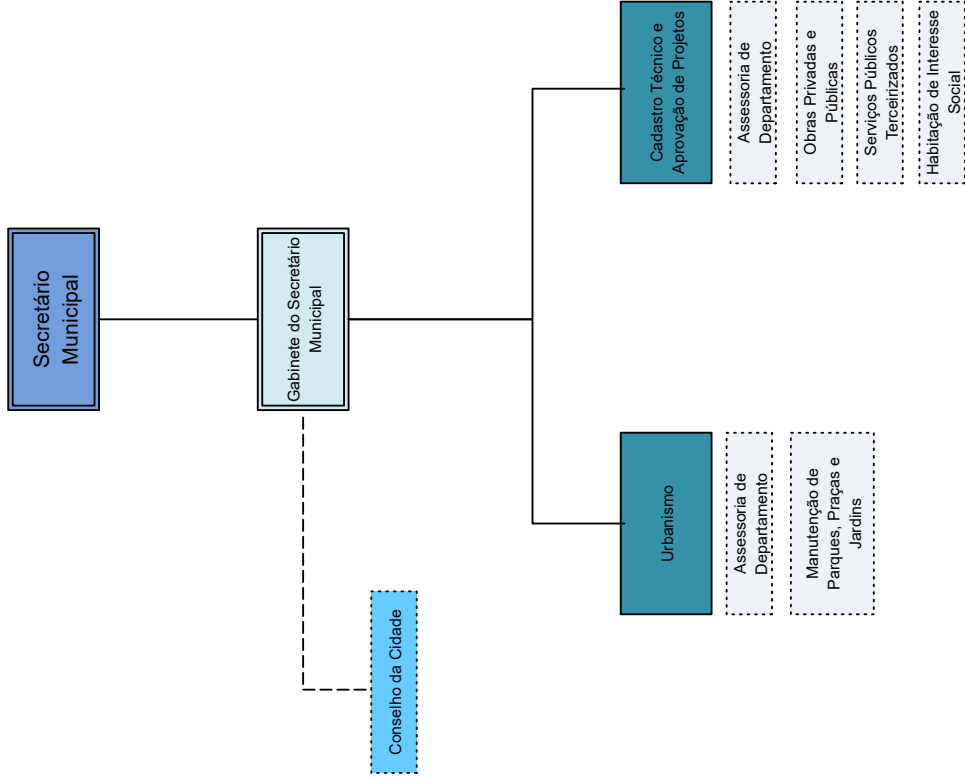 Secretário
Municipal
Gabinete do Secretário
Municipal
Conselho da Cidade
Urbanismo
Assessoria de
Departamento
Manutenção de
Parques, Praças e
Jardins
Cadastro Técnico e
Aprovação de Projetos
Assessoria de
Departamento
Obras Privadas e
Públicas
Serviços Públicos
Terceirizados
Habitação de Interesse
Social